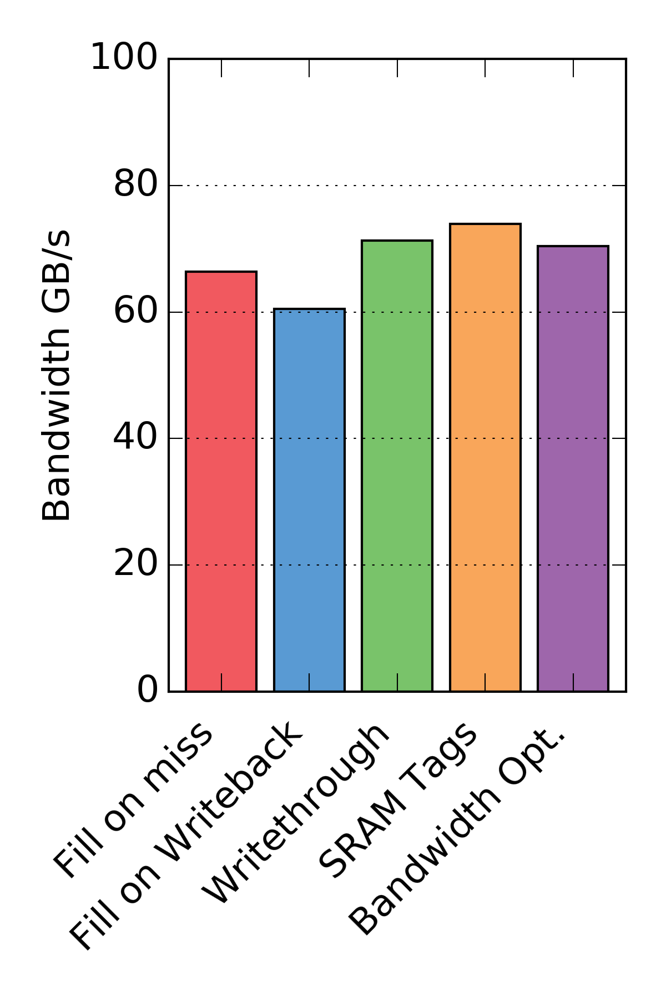 100
80
60
40
20
0
Bandwidth GB/s
Fill on miss
Fill on Writeback
Writethrough
SRAM Tags
Bandwidth Opt.